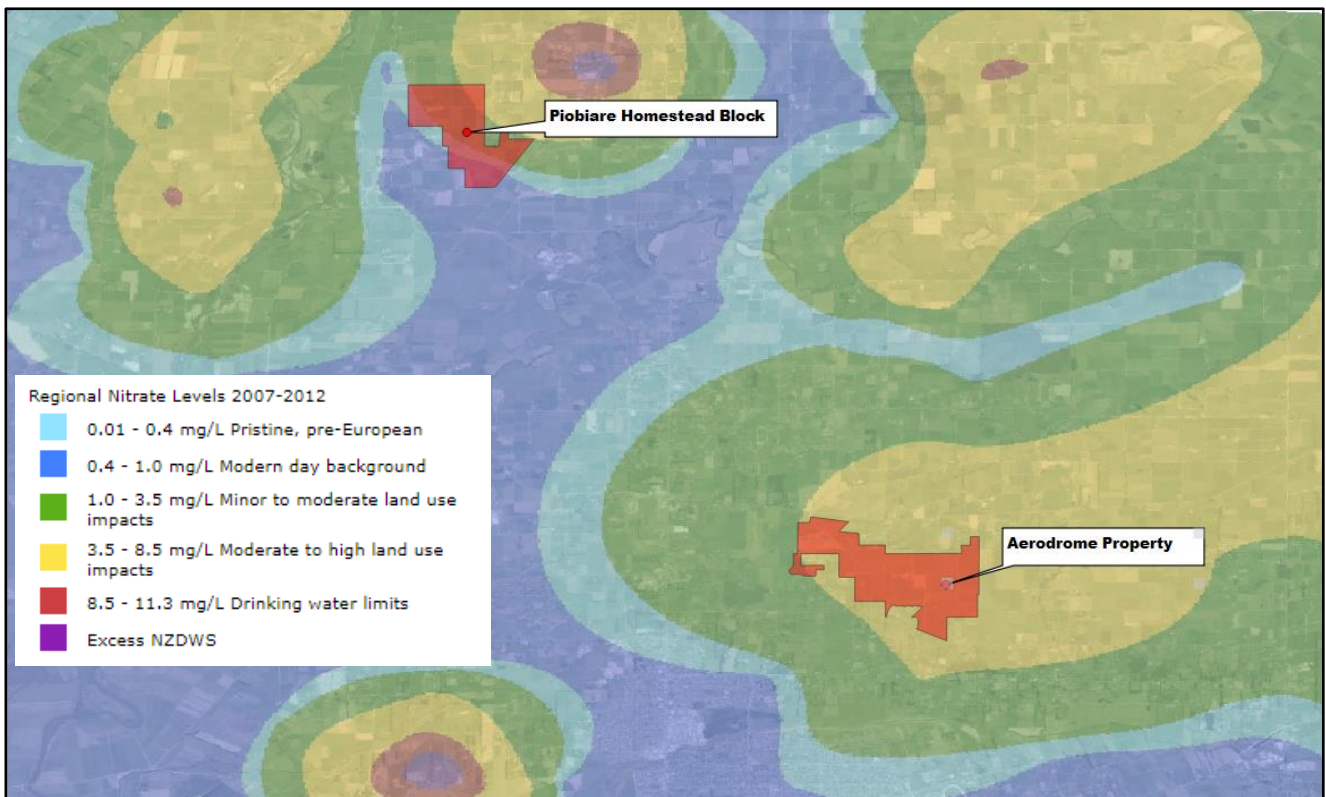 Piobiare Homestead Block
Regional Nitrate Levels 2007-2012
0.01 - 0.4 mg/L Pristine, pre-European
0.4 - 1.0 mg/L Modern day background
1.0 - 3.5 mg/L Minor to moderate land use
impacts
3.5 - 8.5 mg/L Moderate to high land use
impacts
8.5 - 11.3 mg/L Drinking water limits
Excess NZDWS
Aerodrome Property